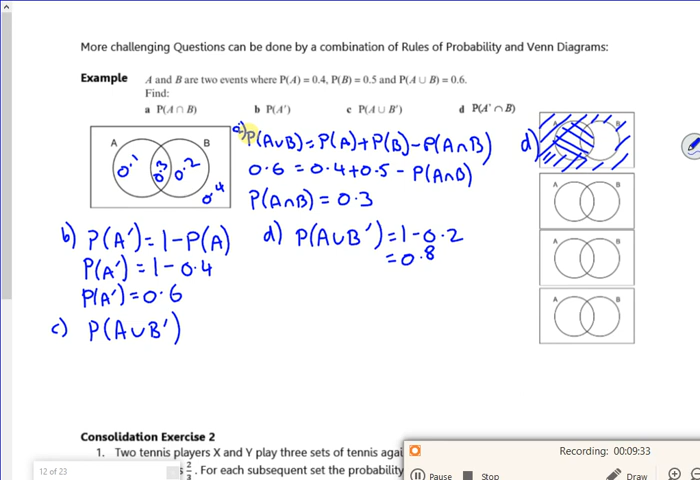 More challenging Questions can be done by a combination of Rules of Probability and Venn Diagrams:
Example A and B are two events where P(A) = 0.4, P(B) = 0.5 and P(A ∪ B) = 0.6.
Find:
a P(A ∩ B) b P(A′) c P(A ∪ B′) d P(A′ ∩ B)
A B
0.1 0.3 0.2
0.4
a) P(A∪B) = P(A) + P(B) - P(A∩B)
0.6 = 0.4 + 0.5 - P(A∩B)
P(A∩B) = 0.3
b) P(A′) = 1 - P(A)
P(A′) = 1 - 0.4
P(A′) = 0.6
c) P(A∪B′)
d) P(A∪B′) = 1 - 0.2
= 0.8
d)
A B
A B
A B
A B
Consolidation Exercise 2
1. Two tennis players X and Y play three sets of tennis agai
2/3. For each subsequent set the probability
12 of 23
Recording: 00:09:33
Pause Stop Draw